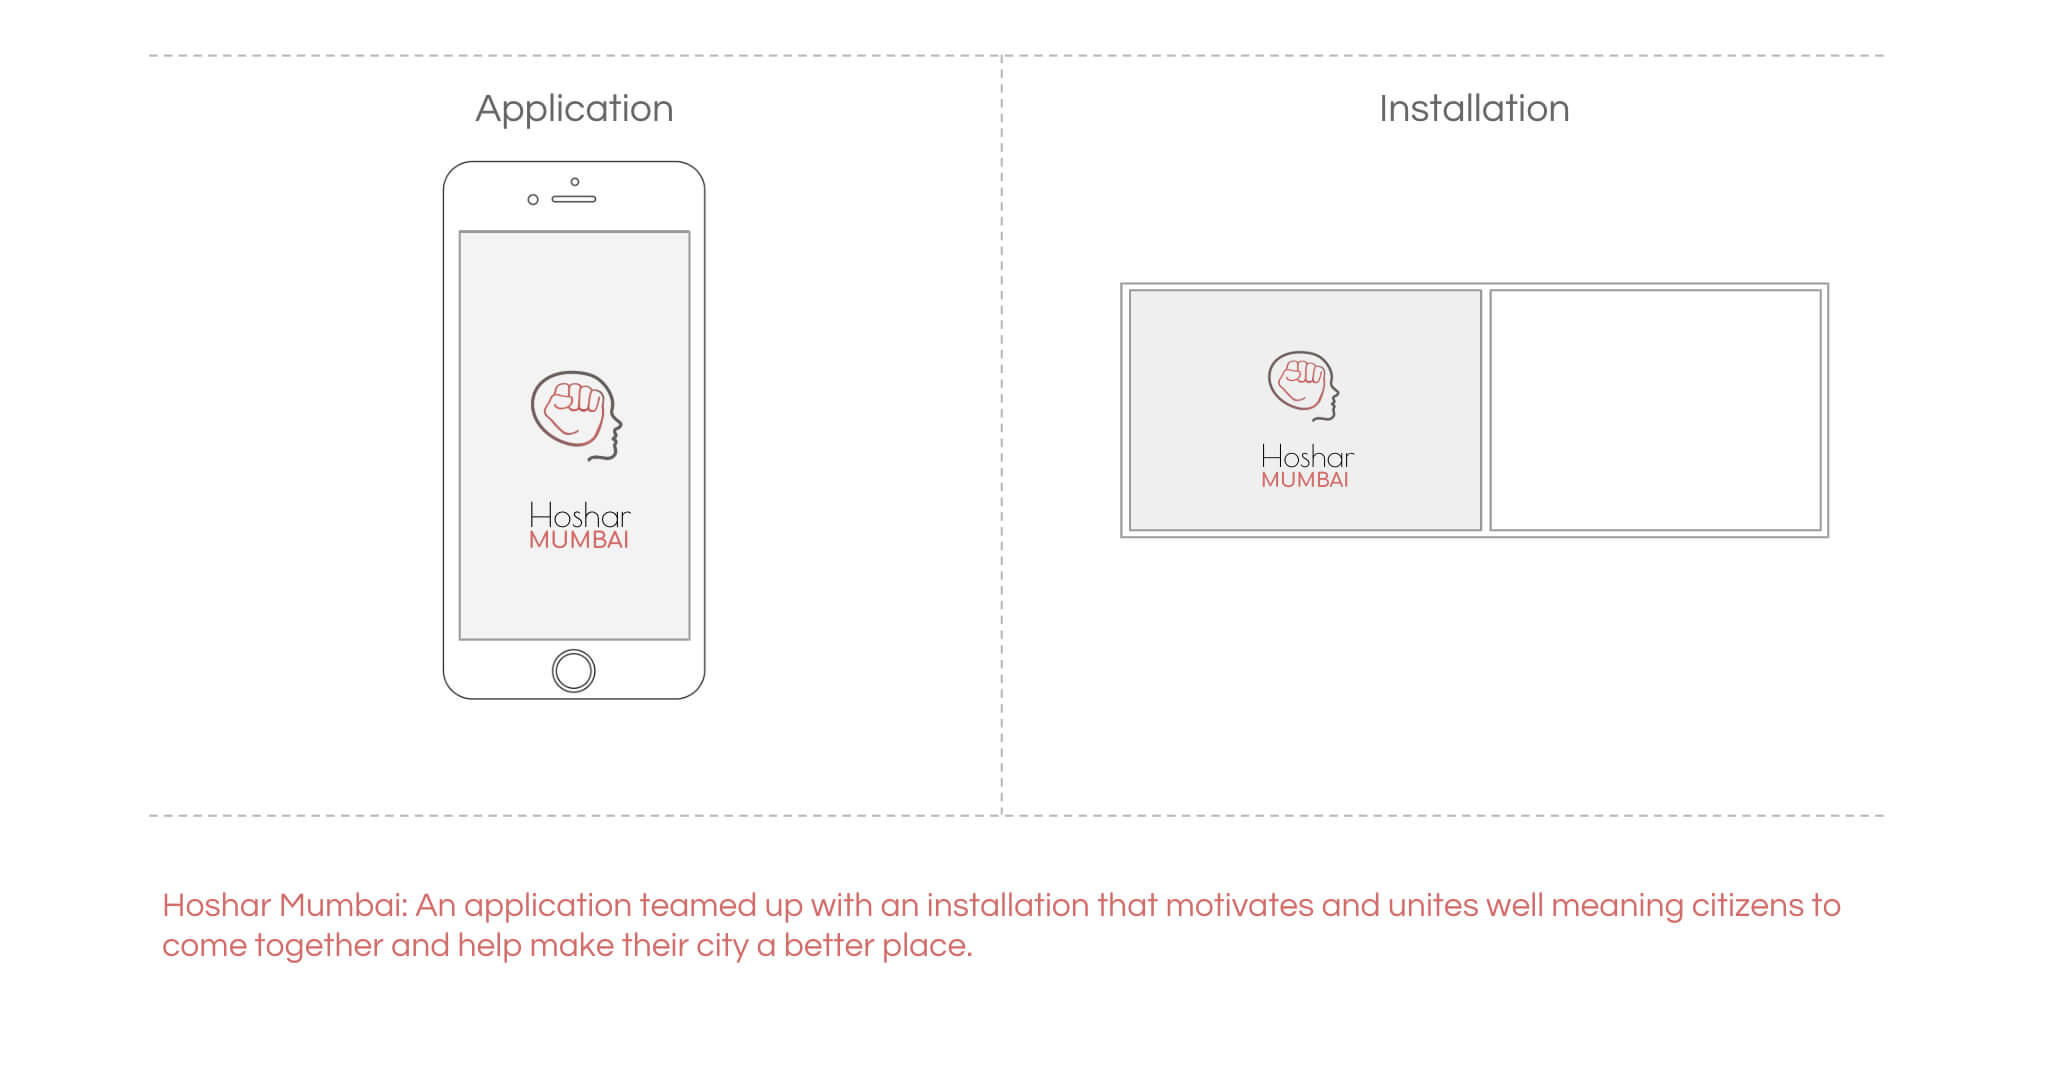 Application
Installation
Hoshar
MUMBAI
Hoshar
MUMBAI
Hoshar Mumbai: An application teamed up with an installation that motivates and unites well meaning citizens to
come together and help make their city a better place.